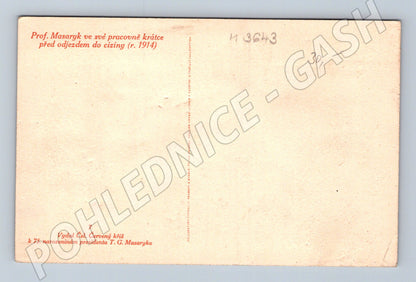 Prof. Masaryk ve své pracovně krátce
před odjezdem do ciziny (r. 1914)
M 3643
30,-
Vydal Čsl. Červený kříž
k 75. narozeninám presidenta T. G. Masaryka
POHLEDNICE - GASH